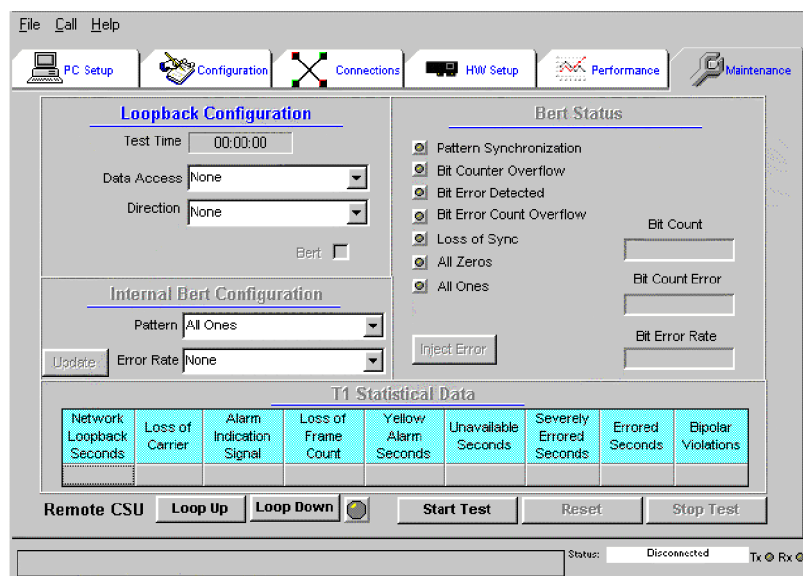 File Call Help
PC Setup Configuration Connections HW Setup Performance Maintenance
Loopback Configuration
Test Time 00:00:00
Data Access None
Direction None
Bert
Internal Bert Configuration
Pattern All Ones
Update Error Rate None
Bert Status
Pattern Synchronization
Bit Counter Overflow
Bit Error Detected
Bit Error Count Overflow
Loss of Sync
All Zeros
All Ones
Bit Count
Bit Count Error
Bit Error Rate
Inject Error
T1 Statistical Data
Network Loopback Seconds
Loss of Carrier
Alarm Indication Signal
Loss of Frame Count
Yellow Alarm Seconds
Unavailable Seconds
Severely Errored Seconds
Errored Seconds
Bipolar Violations
Remote CSU Loop Up Loop Down Start Test Reset Stop Test
Status: Disconnected Tx Rx